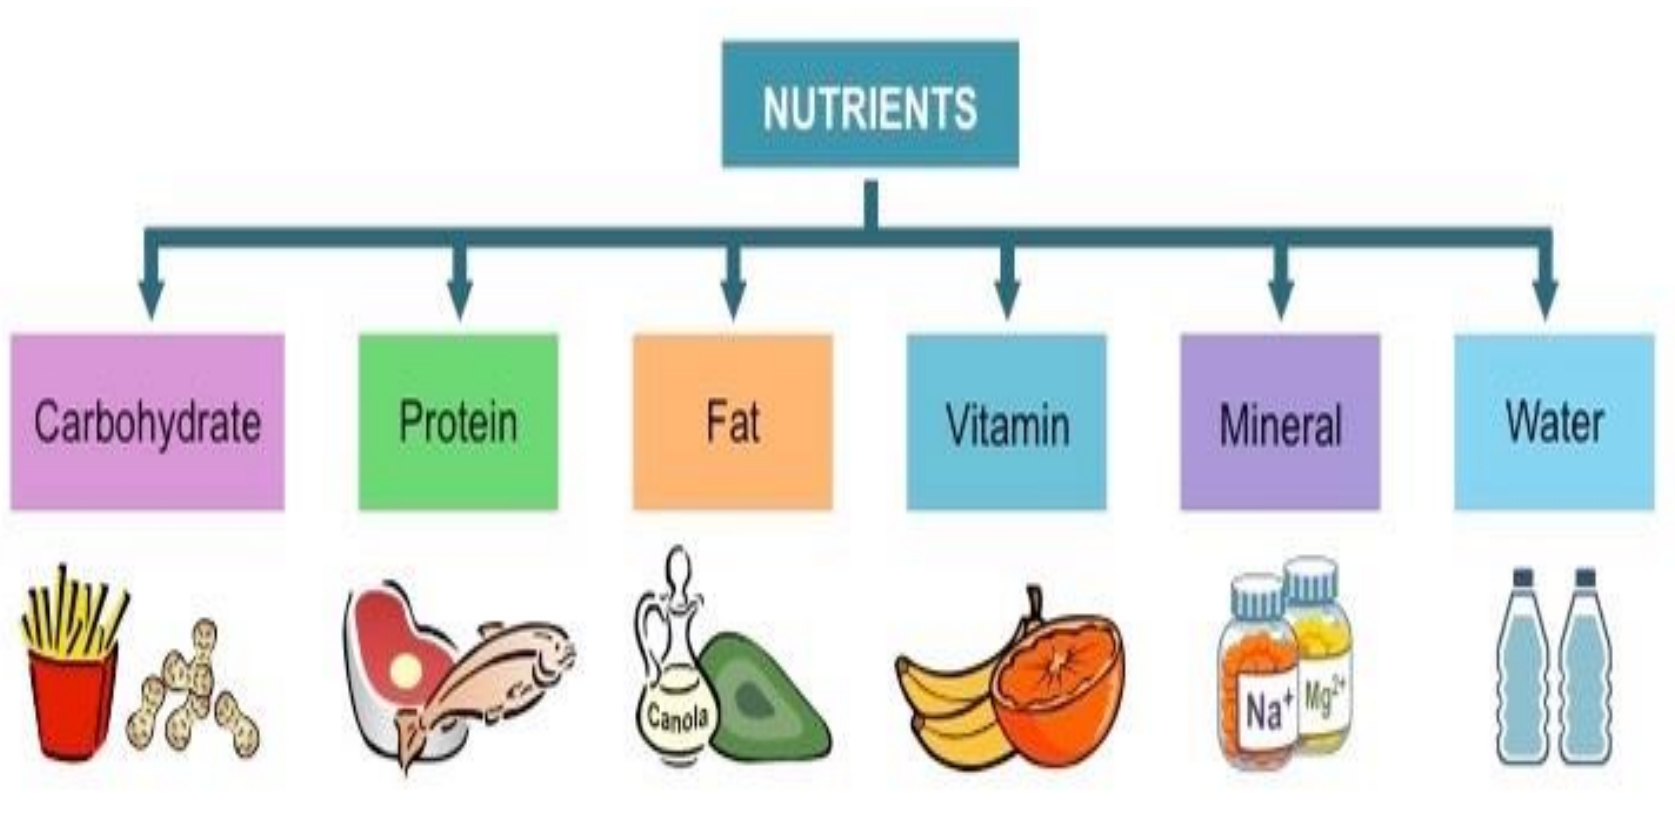 NUTRIENTS
Carbohydrate
Protein
Fat
Vitamin
Mineral
Water
Canola
Na⁺
Mg²⁺